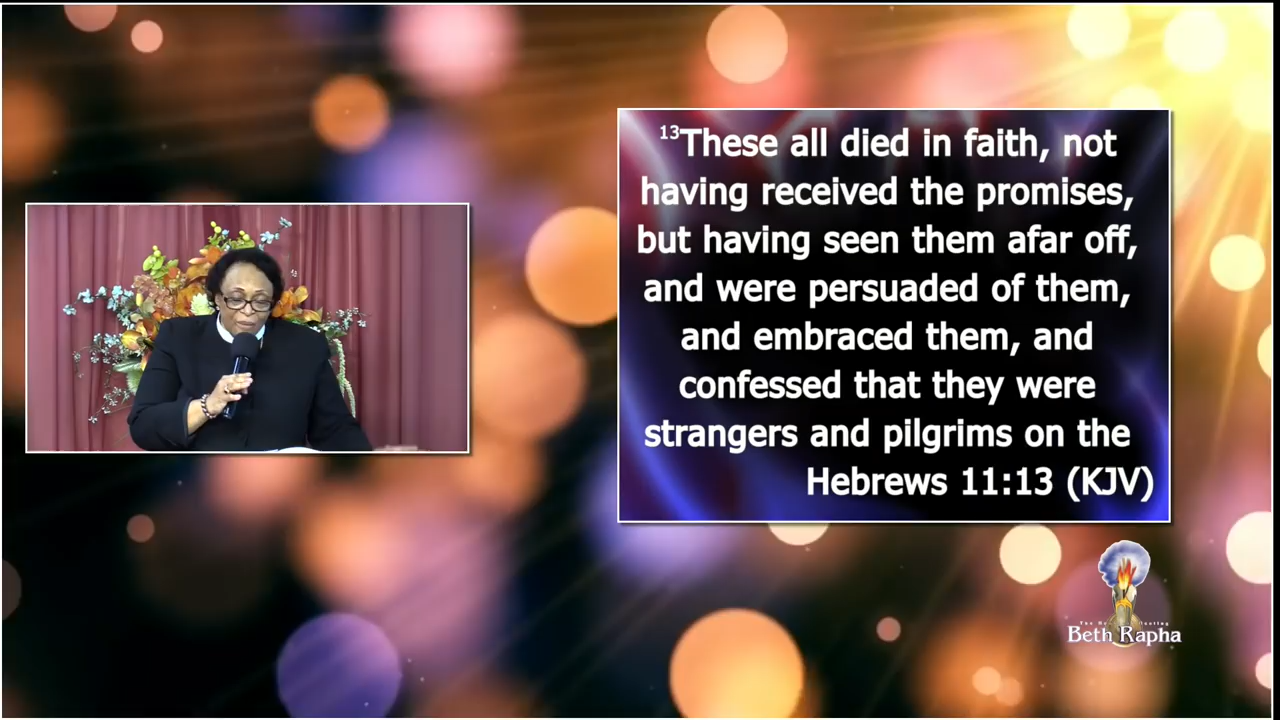 ¹³These all died in faith, not
having received the promises,
but having seen them afar off,
and were persuaded of them,
and embraced them, and
confessed that they were
strangers and pilgrims on the
Hebrews 11:13 (KJV)
Beth Rapha